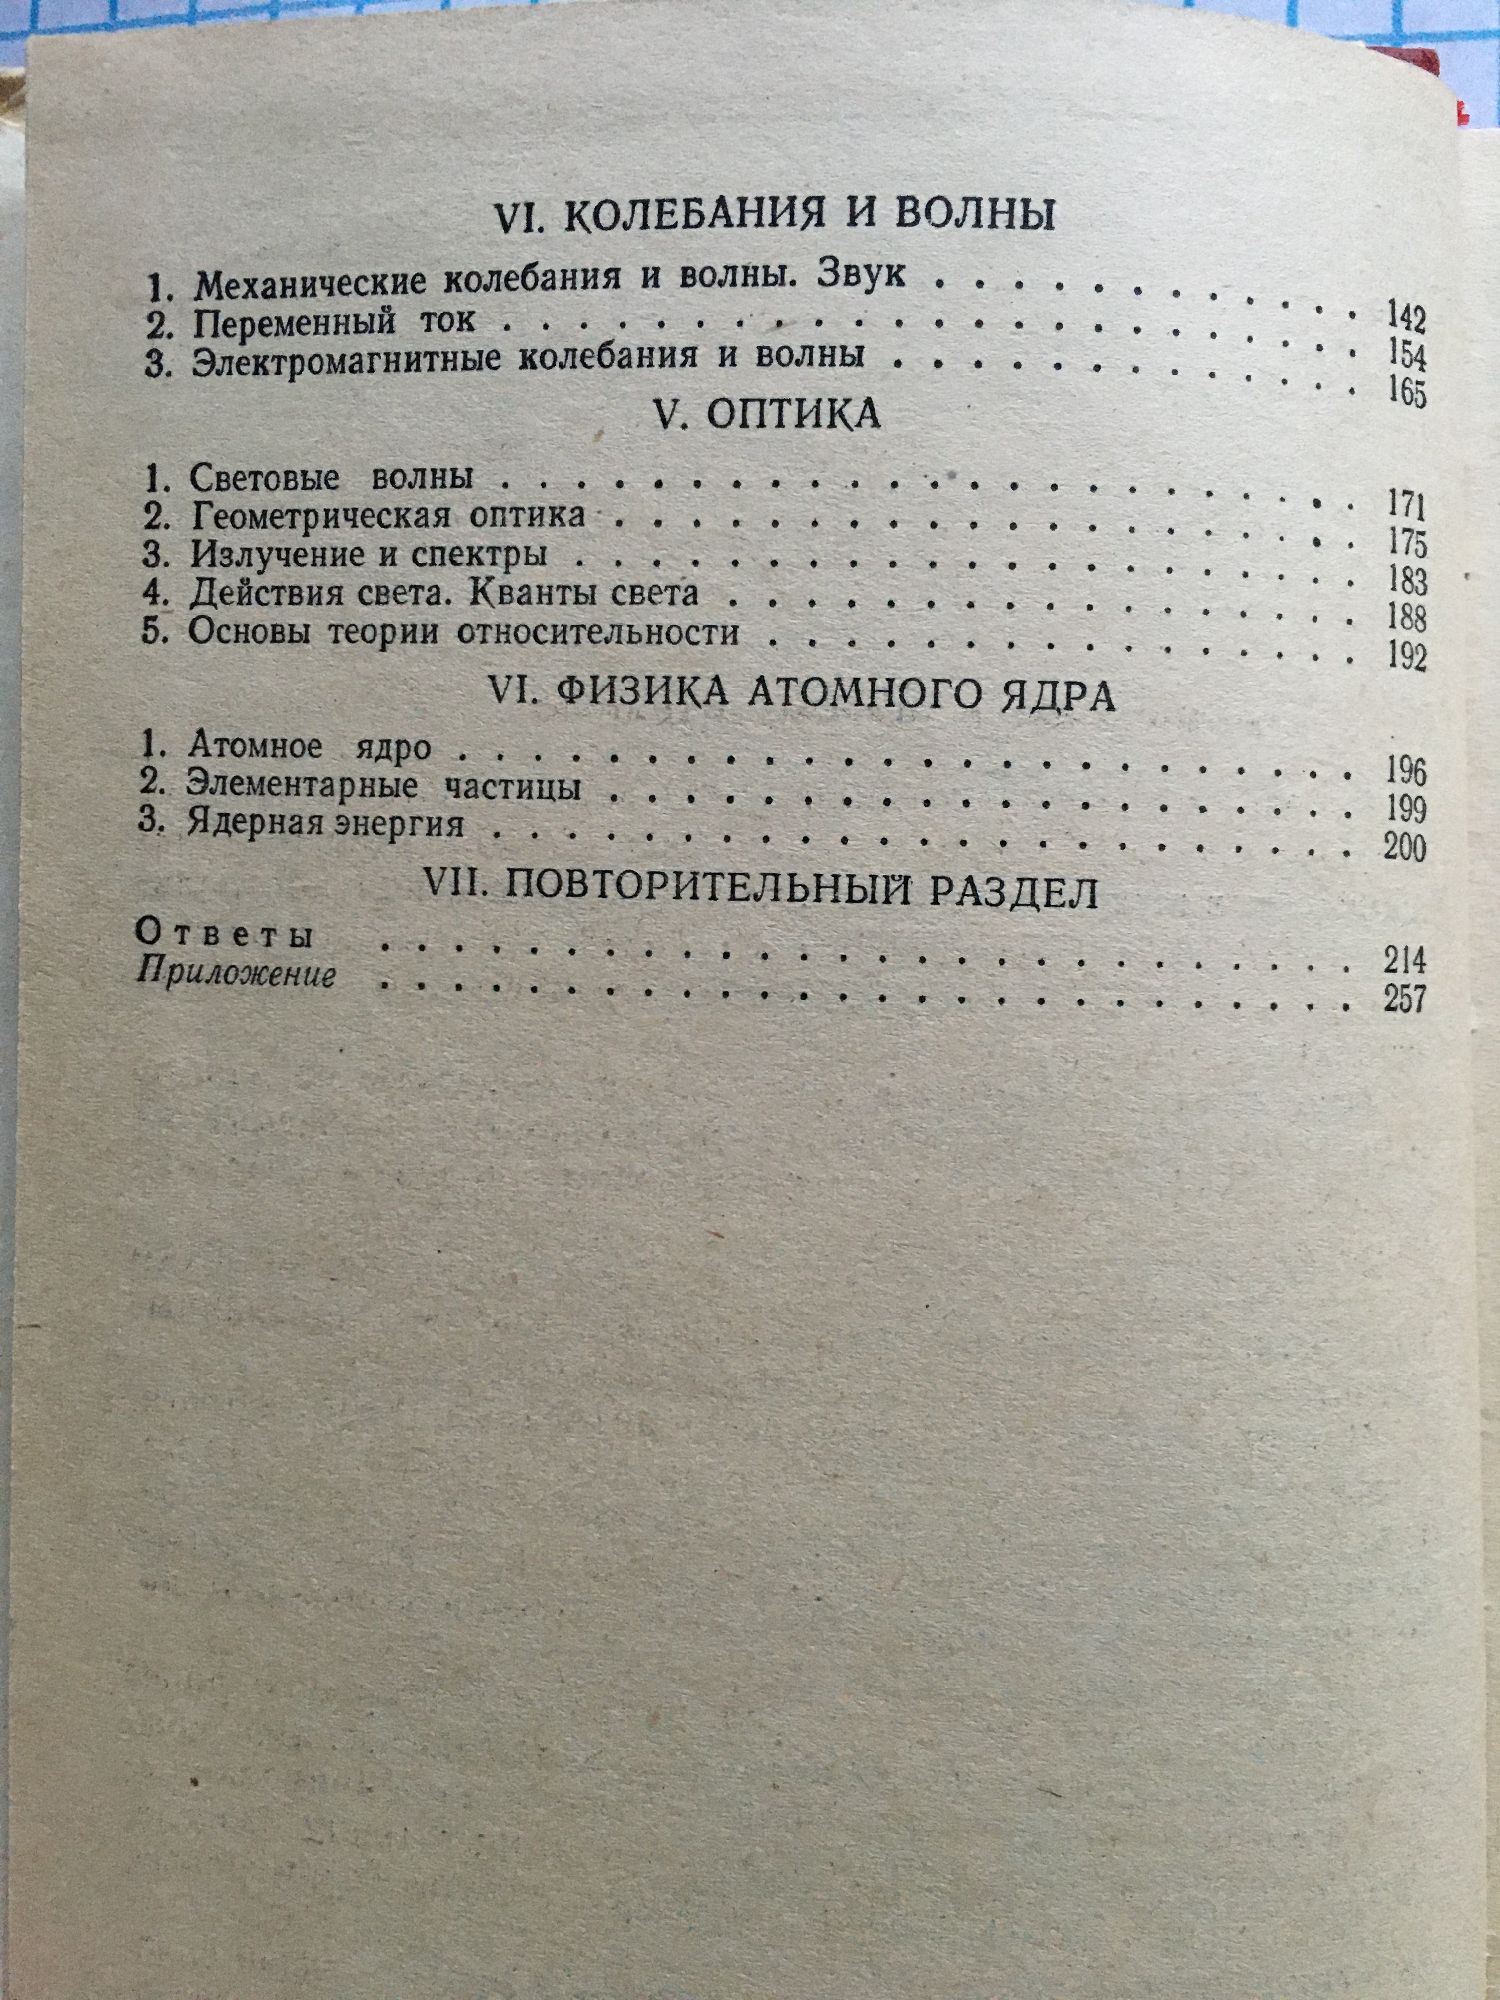 VI. КОЛЕБАНИЯ И ВОЛНЫ
1. Механические колебания и волны. Звук . . . . . . . . . . . 142
2. Переменный ток . . . . . . . . . . . . . . . . . . . . . . 154
3. Электромагнитные колебания и волны . . . . . . . . . . . . 165
V. ОПТИКА
1. Световые волны . . . . . . . . . . . . . . . . . . . . . . 171
2. Геометрическая оптика . . . . . . . . . . . . . . . . . . . 175
3. Излучение и спектры . . . . . . . . . . . . . . . . . . . . 183
4. Действия света. Кванты света . . . . . . . . . . . . . . . . 188
5. Основы теории относительности . . . . . . . . . . . . . . . 192
VI. ФИЗИКА АТОМНОГО ЯДРА
1. Атомное ядро . . . . . . . . . . . . . . . . . . . . . . . 196
2. Элементарные частицы . . . . . . . . . . . . . . . . . . . 199
3. Ядерная энергия . . . . . . . . . . . . . . . . . . . . . . 200
VII. ПОВТОРИТЕЛЬНЫЙ РАЗДЕЛ
Ответы . . . . . . . . . . . . . . . . . . . . . . . . . . 214
Приложение . . . . . . . . . . . . . . . . . . . . . . . . . 257